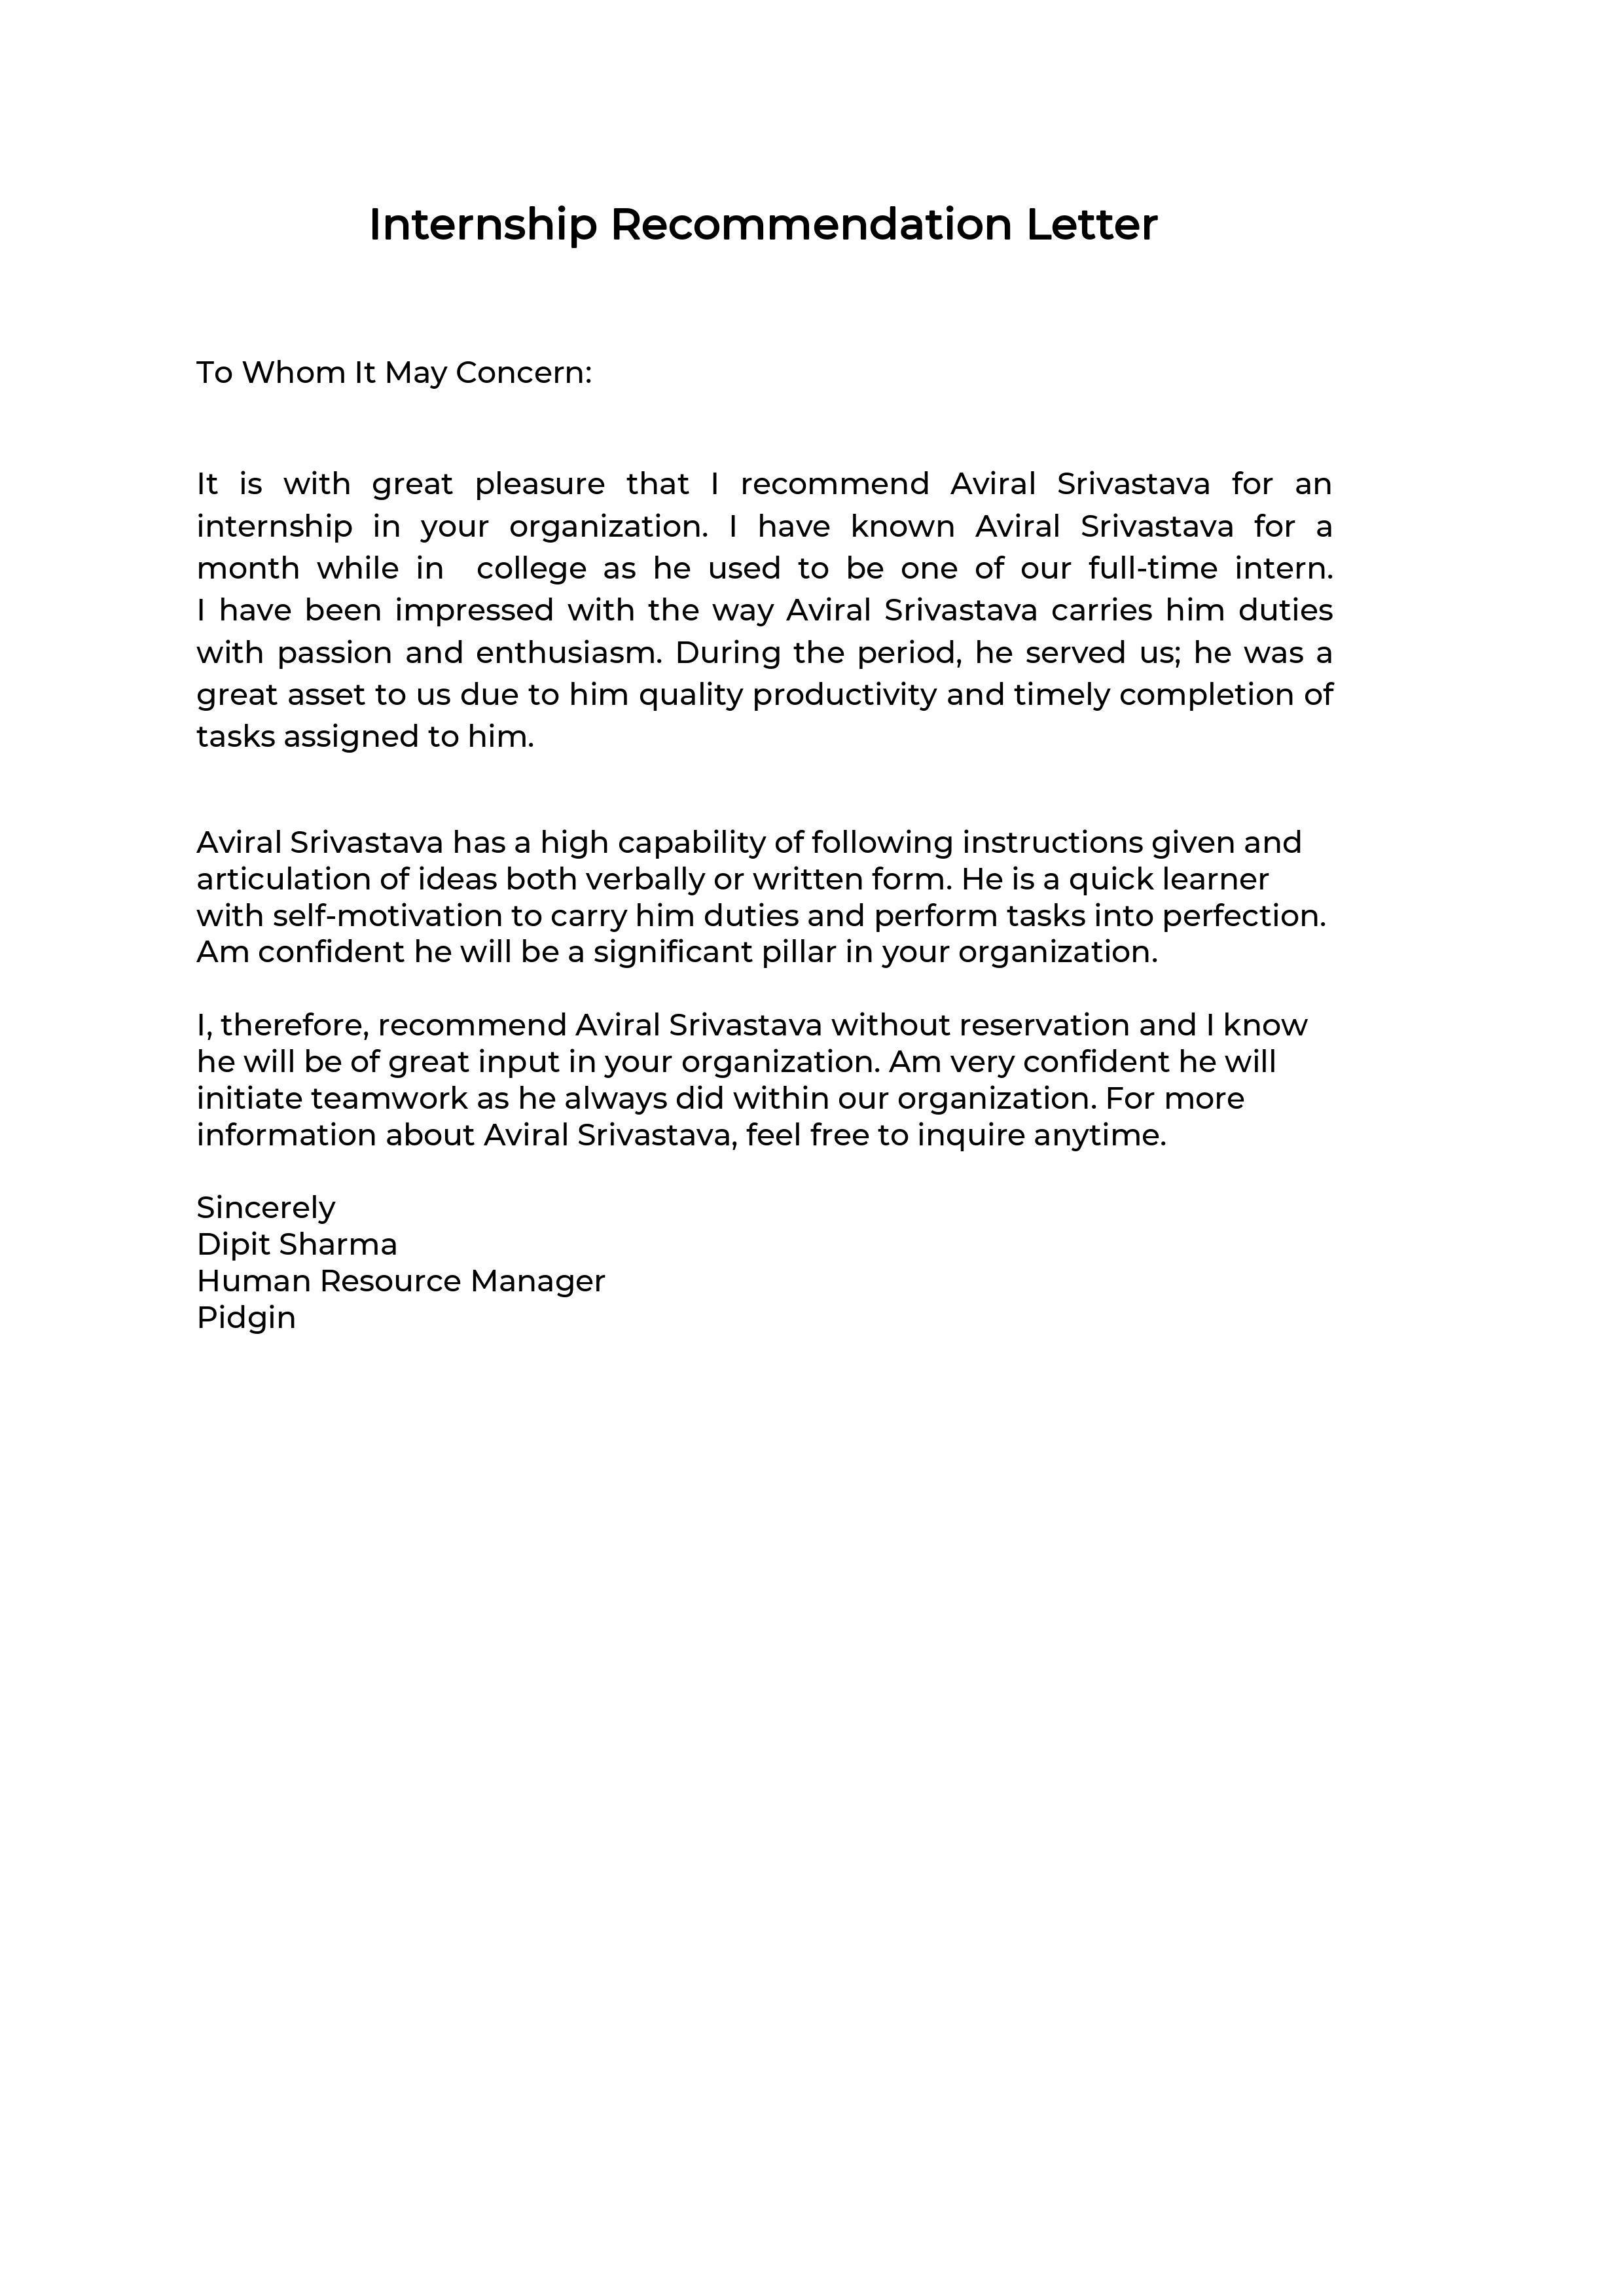 Internship Recommendation Letter
To Whom It May Concern:
It is with great pleasure that I recommend Aviral Srivastava for an
internship in your organization. I have known Aviral Srivastava for a
month while in college as he used to be one of our full-time intern.
I have been impressed with the way Aviral Srivastava carries him duties
with passion and enthusiasm. During the period, he served us; he was a
great asset to us due to him quality productivity and timely completion of
tasks assigned to him.
Aviral Srivastava has a high capability of following instructions given and
articulation of ideas both verbally or written form. He is a quick learner
with self-motivation to carry him duties and perform tasks into perfection.
Am confident he will be a significant pillar in your organization.
I, therefore, recommend Aviral Srivastava without reservation and I know
he will be of great input in your organization. Am very confident he will
initiate teamwork as he always did within our organization. For more
information about Aviral Srivastava, feel free to inquire anytime.
Sincerely
Dipit Sharma
Human Resource Manager
Pidgin